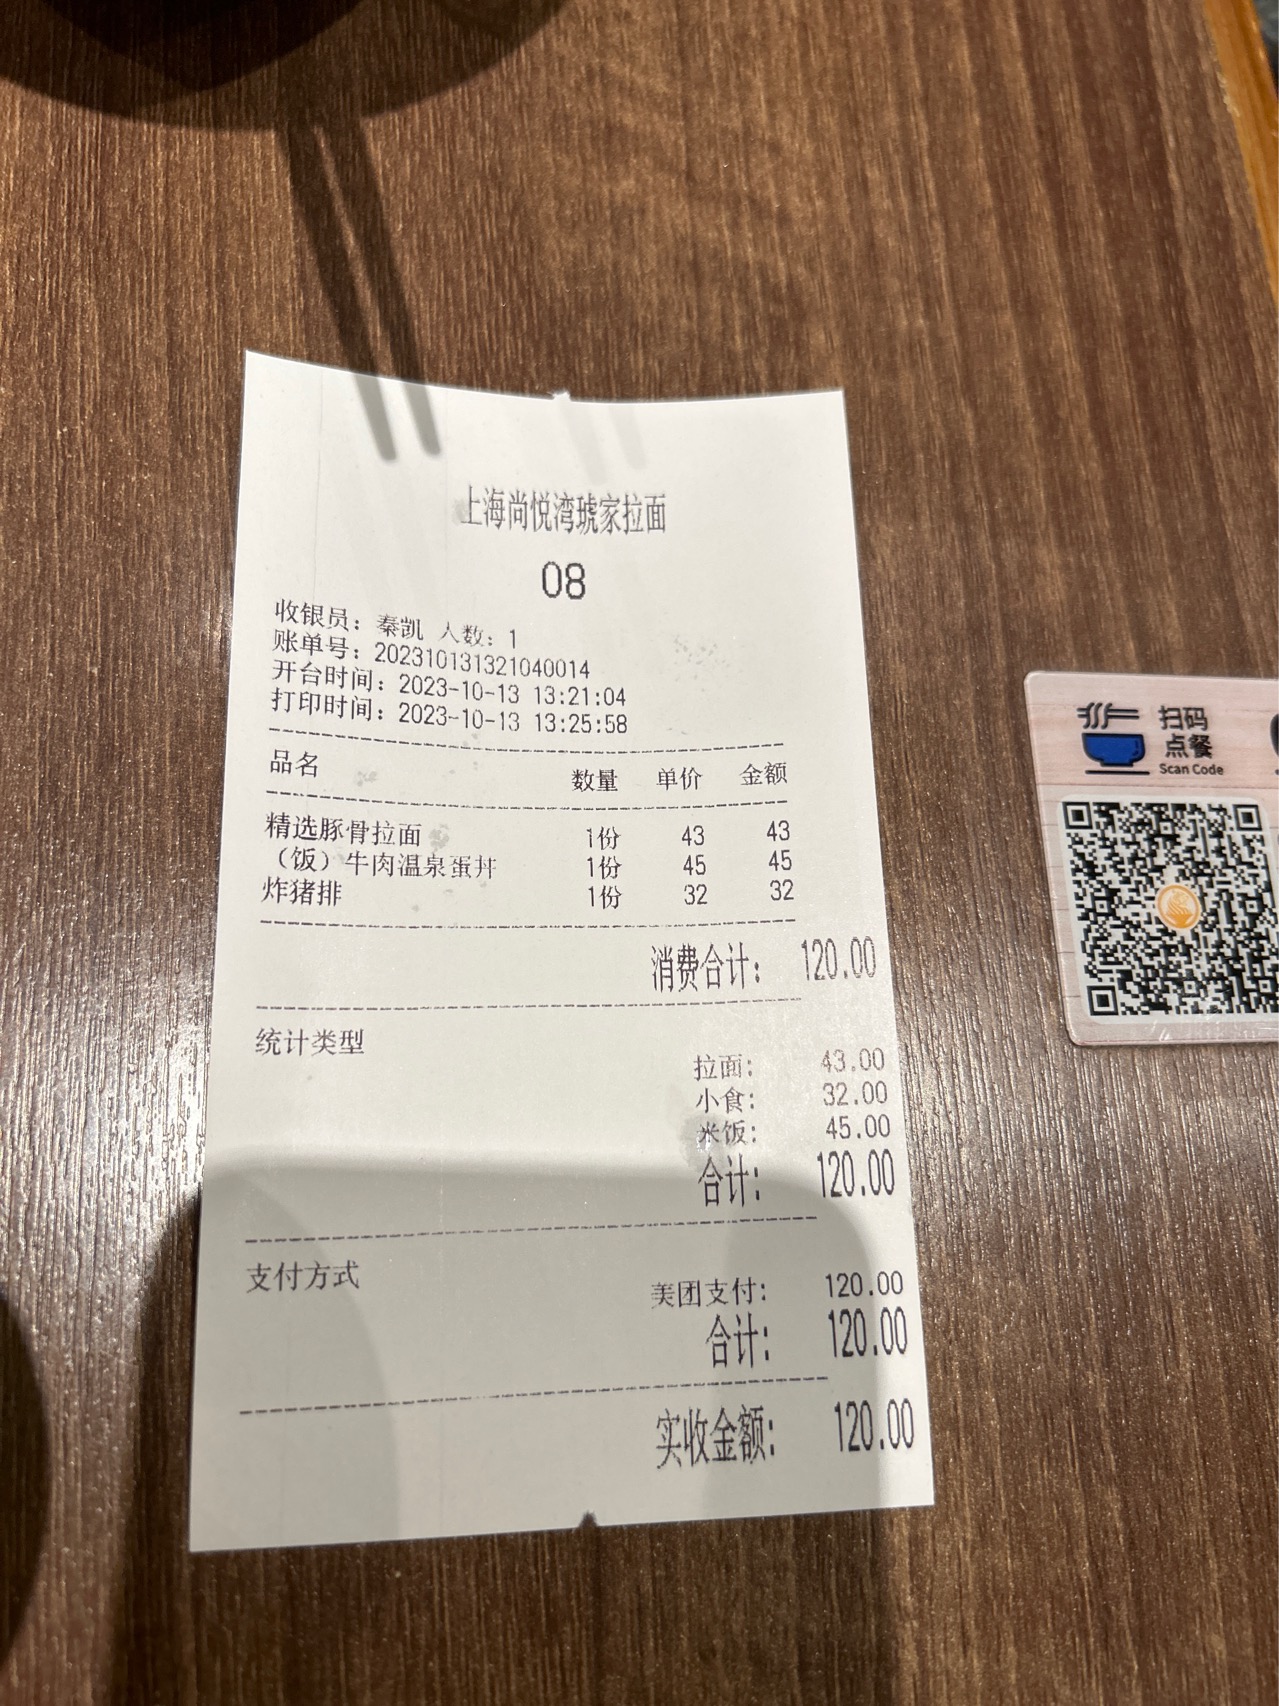 上海尚悦湾琥家拉面
08
收银员：秦凯 人数：1
账单号：202310131321040014
开台时间：2023-10-13 13:21:04
打印时间：2023-10-13 13:25:58
品名 数量 单价 金额
精选豚骨拉面 1份 43 43
（饭）牛肉温泉蛋丼 1份 45 45
炸猪排 1份 32 32
消费合计： 120.00
统计类型
拉面： 43.00
小食： 32.00
米饭： 45.00
合计： 120.00
支付方式
美团支付： 120.00
合计： 120.00
实收金额： 120.00
扫码
点餐
Scan Code